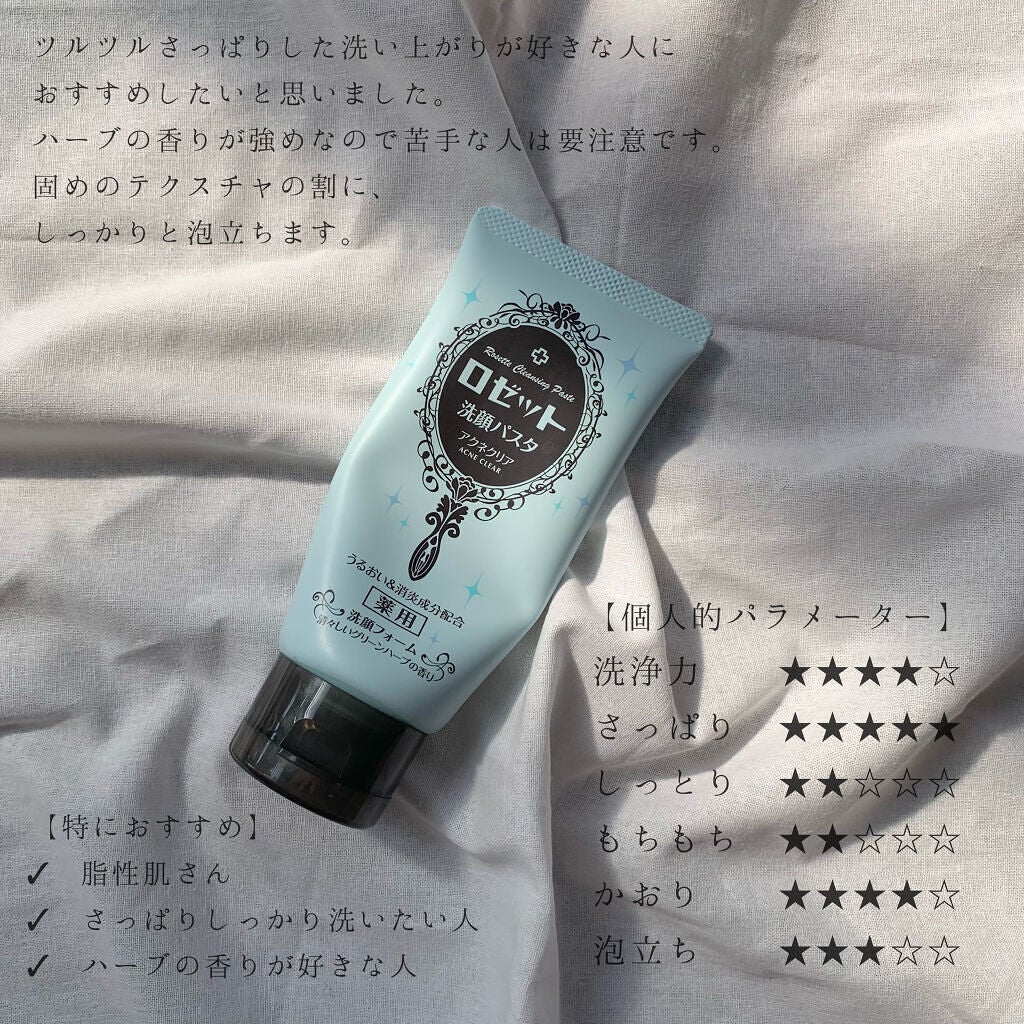 ツルツルさっぱりした洗い上がりが好きな人に
おすすめしたいと思いました。
ハーブの香りが強めなので苦手な人は要注意です。
固めのテクスチャの割に、
しっかりと泡立ちます。
Rosette Cleansing Paste
ロゼット
洗顔パスタ
アクネクリア
ACNE CLEAR
うるおい&消炎成分配合
薬用
洗顔フォーム
清々しいグリーンハーブの香り
【個人的パラメーター】
洗浄力 ★★★★☆
さっぱり ★★★★★
しっとり ★★☆☆☆
もちもち ★★☆☆☆
かおり ★★★★☆
泡立ち ★★★☆☆
【特におすすめ】
✓ 脂性肌さん
✓ さっぱりしっかり洗いたい人
✓ ハーブの香りが好きな人